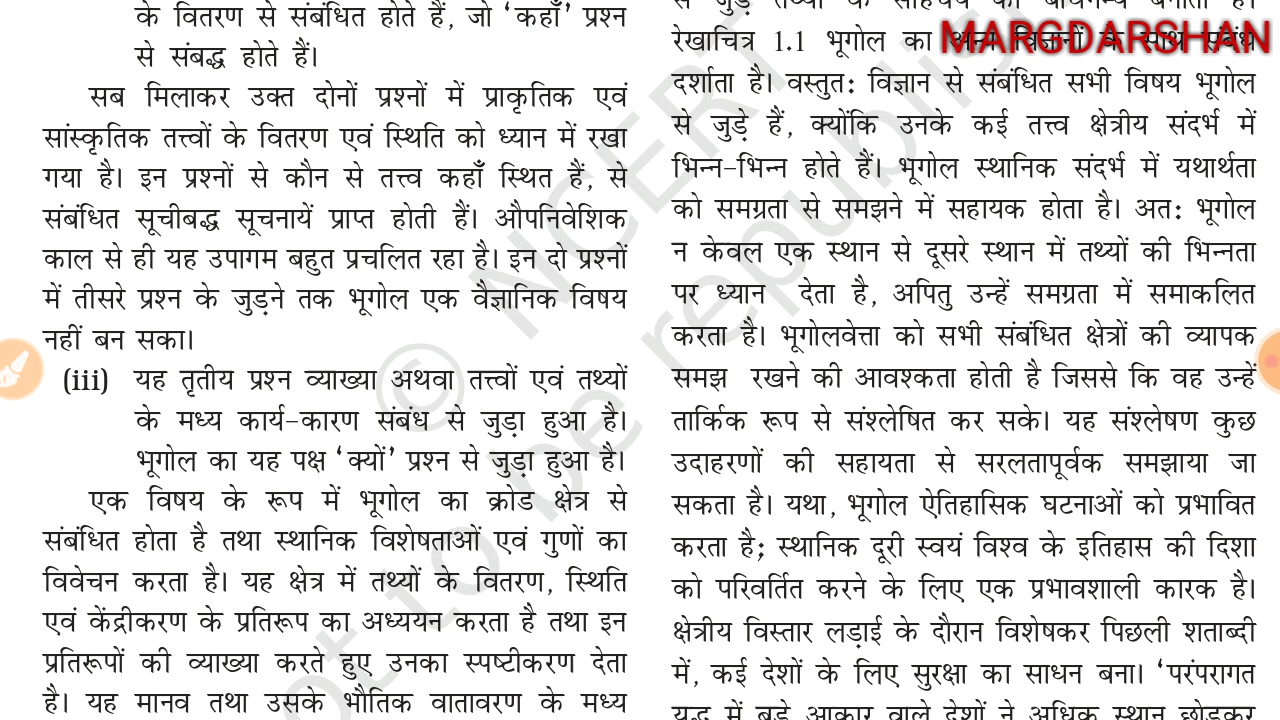 के वितरण से संबंधित होते हैं, जो ‘कहाँ’ प्रश्न
से संबद्ध होते हैं।
सब मिलाकर उक्त दोनों प्रश्नों में प्राकृतिक एवं
सांस्कृतिक तत्त्वों के वितरण एवं स्थिति को ध्यान में रखा
गया है। इन प्रश्नों से कौन से तत्त्व कहाँ स्थित हैं, से
संबंधित सूचीबद्ध सूचनायें प्राप्त होती हैं। औपनिवेशिक
काल से ही यह उपागम बहुत प्रचलित रहा है। इन दो प्रश्नों
में तीसरे प्रश्न के जुड़ने तक भूगोल एक वैज्ञानिक विषय
नहीं बन सका।
(iii) यह तृतीय प्रश्न व्याख्या अथवा तत्त्वों एवं तथ्यों
के मध्य कार्य-कारण संबंध से जुड़ा हुआ है।
भूगोल का यह पक्ष ‘क्यों’ प्रश्न से जुड़ा हुआ है।
एक विषय के रूप में भूगोल का क्रोड क्षेत्र से
संबंधित होता है तथा स्थानिक विशेषताओं एवं गुणों का
विवेचन करता है। यह क्षेत्र में तथ्यों के वितरण, स्थिति
एवं केंद्रीकरण के प्रतिरूप का अध्ययन करता है तथा इन
प्रतिरूपों की व्याख्या करते हुए उनका स्पष्टीकरण देता
है। यह मानव तथा उसके भौतिक वातावरण के मध्य
से जुड़े तथ्यों के साहचर्य को बोधगम्य बनाता है।
रेखाचित्र 1.1 भूगोल का अन्य विज्ञानों के साथ संबंध
दर्शाता है। वस्तुतः विज्ञान से संबंधित सभी विषय भूगोल
से जुड़े हैं, क्योंकि उनके कई तत्त्व क्षेत्रीय संदर्भ में
भिन्न-भिन्न होते हैं। भूगोल स्थानिक संदर्भ में यथार्थता
को समग्रता से समझने में सहायक होता है। अतः भूगोल
न केवल एक स्थान से दूसरे स्थान में तथ्यों की भिन्नता
पर ध्यान देता है, अपितु उन्हें समग्रता में समाकलित
करता है। भूगोलवेत्ता को सभी संबंधित क्षेत्रों की व्यापक
समझ रखने की आवश्कता होती है जिससे कि वह उन्हें
तार्किक रूप से संश्लेषित कर सके। यह संश्लेषण कुछ
उदाहरणों की सहायता से सरलतापूर्वक समझाया जा
सकता है। यथा, भूगोल ऐतिहासिक घटनाओं को प्रभावित
करता है; स्थानिक दूरी स्वयं विश्व के इतिहास की दिशा
को परिवर्तित करने के लिए एक प्रभावशाली कारक है।
क्षेत्रीय विस्तार लड़ाई के दौरान विशेषकर पिछली शताब्दी
में, कई देशों के लिए सुरक्षा का साधन बना। ‘परंपरागत
युद्ध में बड़े आकार वाले देशों ने अधिक स्थान छोड़कर
MARGDARSHAN
© NCERT
not to be republis